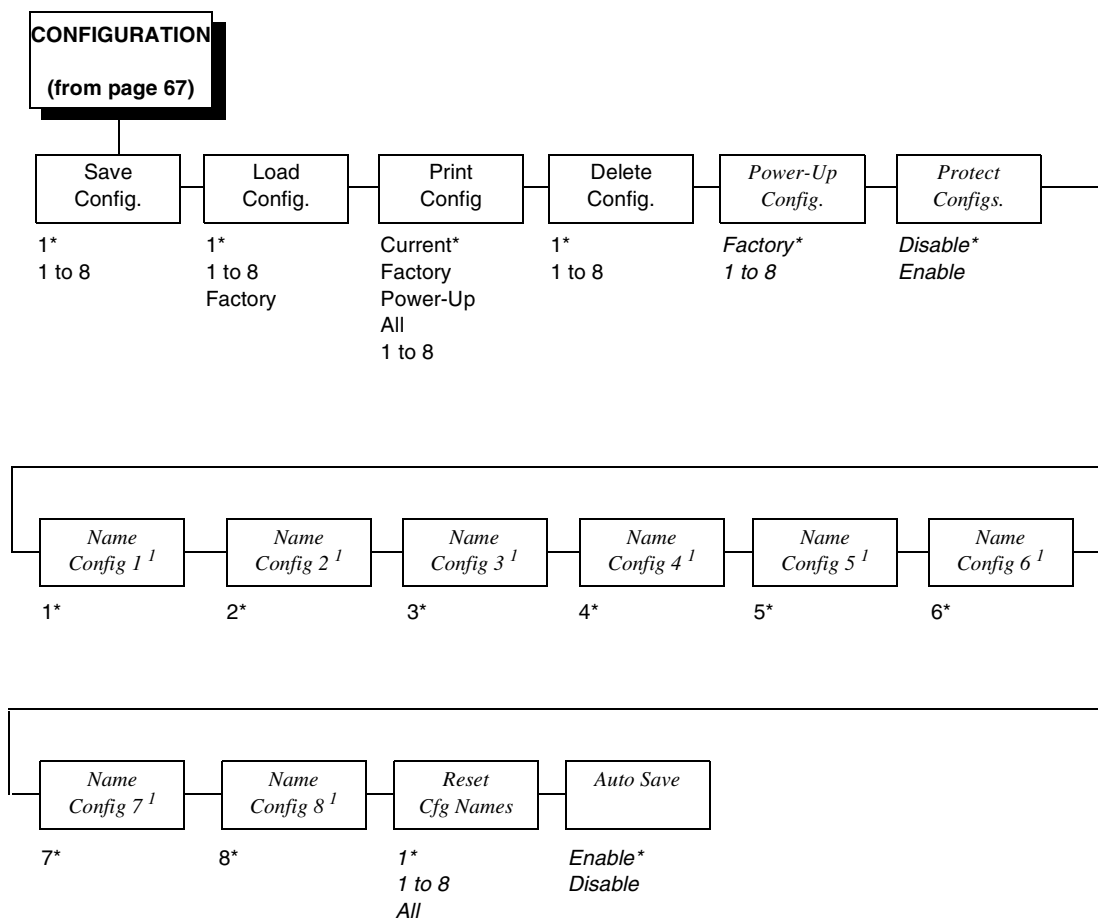 CONFIGURATION
(from page 67)
Save
Config.
1*
1 to 8
Load
Config.
1*
1 to 8
Factory
Print
Config
Current*
Factory
Power-Up
All
1 to 8
Delete
Config.
1*
1 to 8
Power-Up
Config.
Factory*
1 to 8
Protect
Configs.
Disable*
Enable
Name
Config 1 1
1*
Name
Config 2 1
2*
Name
Config 3 1
3*
Name
Config 4 1
4*
Name
Config 5 1
5*
Name
Config 6 1
6*
Name
Config 7 1
7*
Name
Config 8 1
8*
Reset
Cfg Names
1*
1 to 8
All
Auto Save
Enable*
Disable